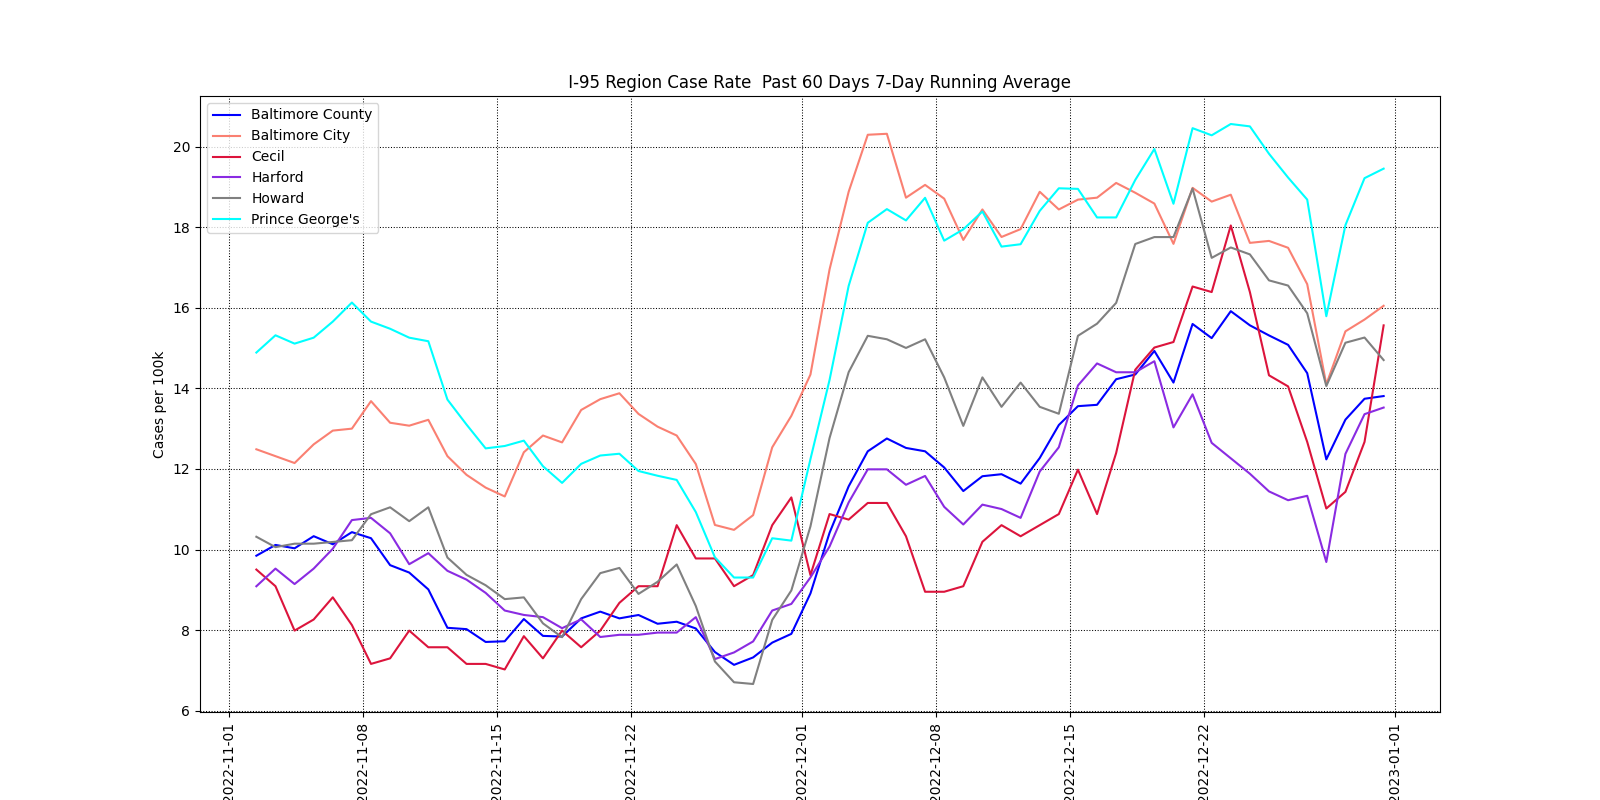 I-95 Region Case Rate  Past 60 Days 7-Day Running Average
Baltimore County
Baltimore City
Cecil
Harford
Howard
Prince George's
Cases per 100k
20
18
16
14
12
10
8
6
2022-11-01
2022-11-08
2022-11-15
2022-11-22
2022-12-01
2022-12-08
2022-12-15
2022-12-22
2023-01-01